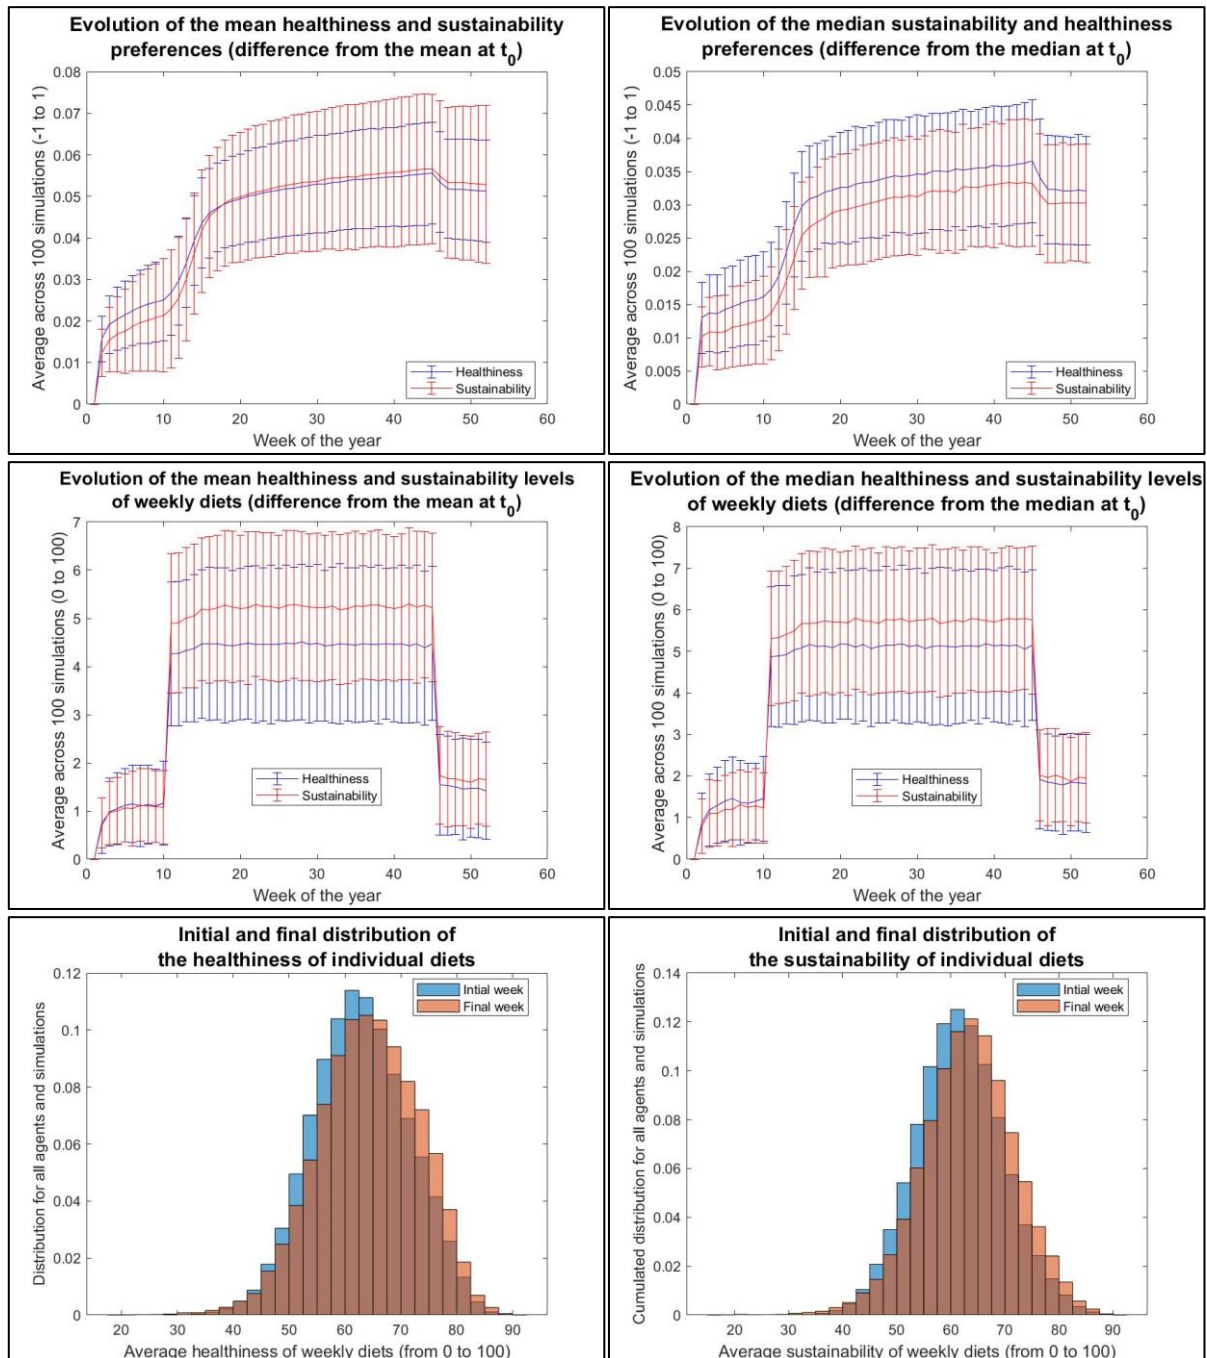 Evolution of the mean healthiness and sustainability
preferences (difference from the mean at t0)
Average across 100 simulations (-1 to 1)
0.08
0.07
0.06
0.05
0.04
0.03
0.02
0.01
0
Healthiness
Sustainability
0 10 20 30 40 50 60
Week of the year
Evolution of the median sustainability and healthiness
preferences (difference from the median at t0)
Average across 100 simulations (-1 to 1)
0.05
0.045
0.04
0.035
0.03
0.025
0.02
0.015
0.01
0.005
0
Healthiness
Sustainability
0 10 20 30 40 50 60
Week of the year
Evolution of the mean healthiness and sustainability levels
of weekly diets (difference from the mean at t0)
Average across 100 simulations (0 to 100)
7
6
5
4
3
2
1
0
Healthiness
Sustainability
0 10 20 30 40 50 60
Week of the year
Evolution of the median healthiness and sustainability levels
of weekly diets (difference from the median at t0)
Average across 100 simulations (0 to 100)
8
7
6
5
4
3
2
1
0
Healthiness
Sustainability
0 10 20 30 40 50 60
Week of the year
Initial and final distribution of
the healthiness of individual diets
Distribution for all agents and simulations
0.12
0.1
0.08
0.06
0.04
0.02
0
Intial week
Final week
20 30 40 50 60 70 80 90
Average healthiness of weekly diets (from 0 to 100)
Initial and final distribution of
the sustainability of individual diets
Cumulated distribution for all agents and simulations
0.14
0.12
0.1
0.08
0.06
0.04
0.02
0
Intial week
Final week
20 30 40 50 60 70 80 90
Average sustainability of weekly diets (from 0 to 100)